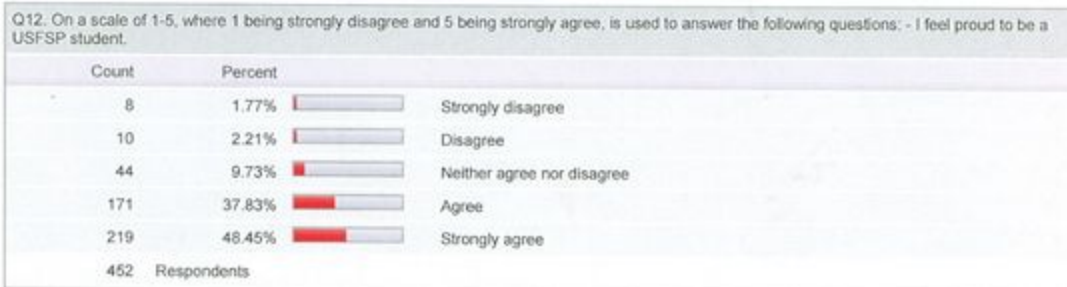 Q12. On a scale of 1-5, where 1 being strongly disagree and 5 being strongly agree, is used to answer the following questions: - I feel proud to be a
USFSP student.
Count Percent
8 1.77% Strongly disagree
10 2.21% Disagree
44 9.73% Neither agree nor disagree
171 37.83% Agree
219 48.45% Strongly agree
452 Respondents